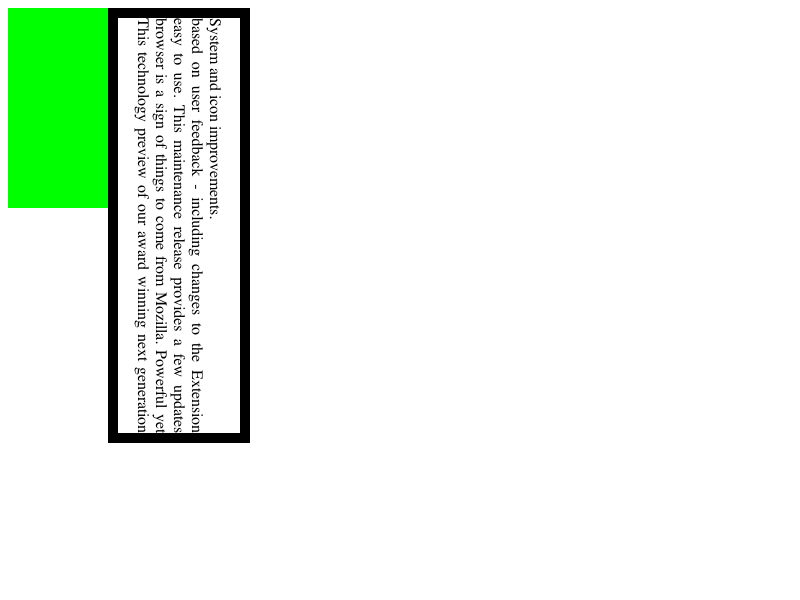 This technology preview of our award winning next generation
browser is a sign of things to come from Mozilla. Powerful yet
easy to use. This maintenance release provides a few updates
based on user feedback - including changes to the Extension
System and icon improvements.